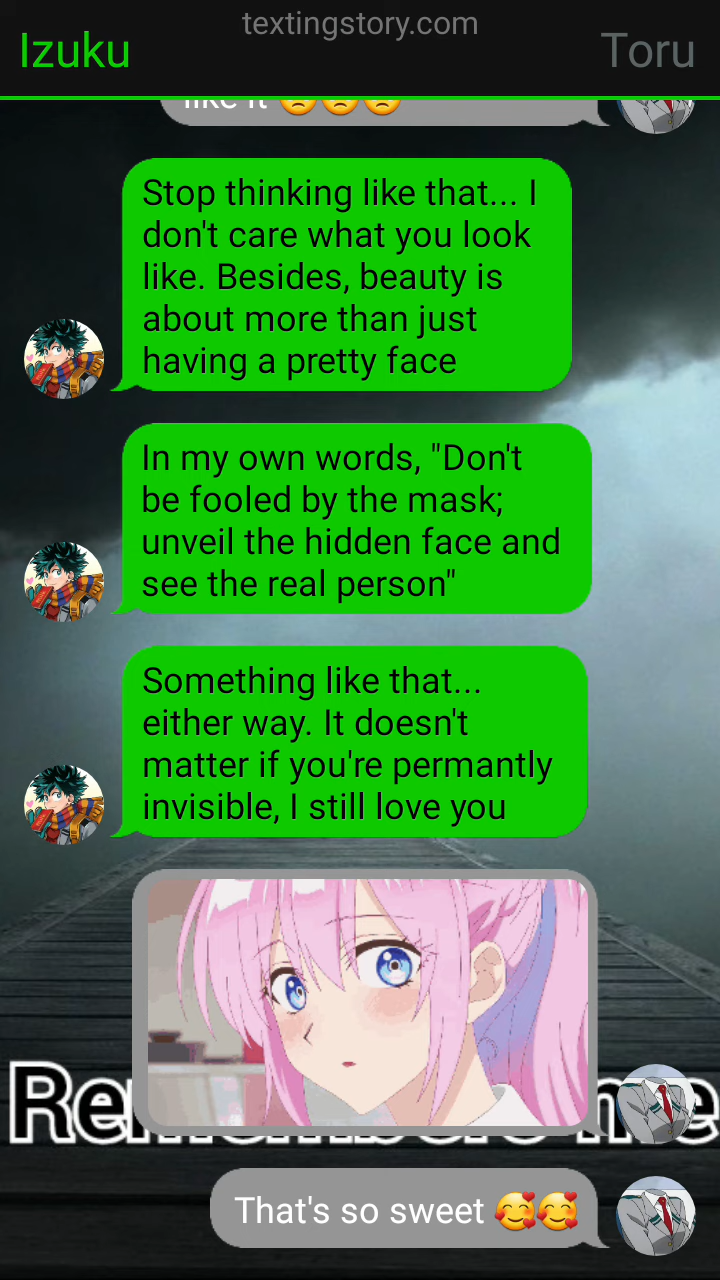 textingstory.com
Izuku
Toru
like it 😟😟😟
Stop thinking like that... I
don't care what you look
like. Besides, beauty is
about more than just
having a pretty face
In my own words, "Don't
be fooled by the mask;
unveil the hidden face and
see the real person"
Something like that...
either way. It doesn't
matter if you're permantly
invisible, I still love you
me
That's so sweet 🥰🥰